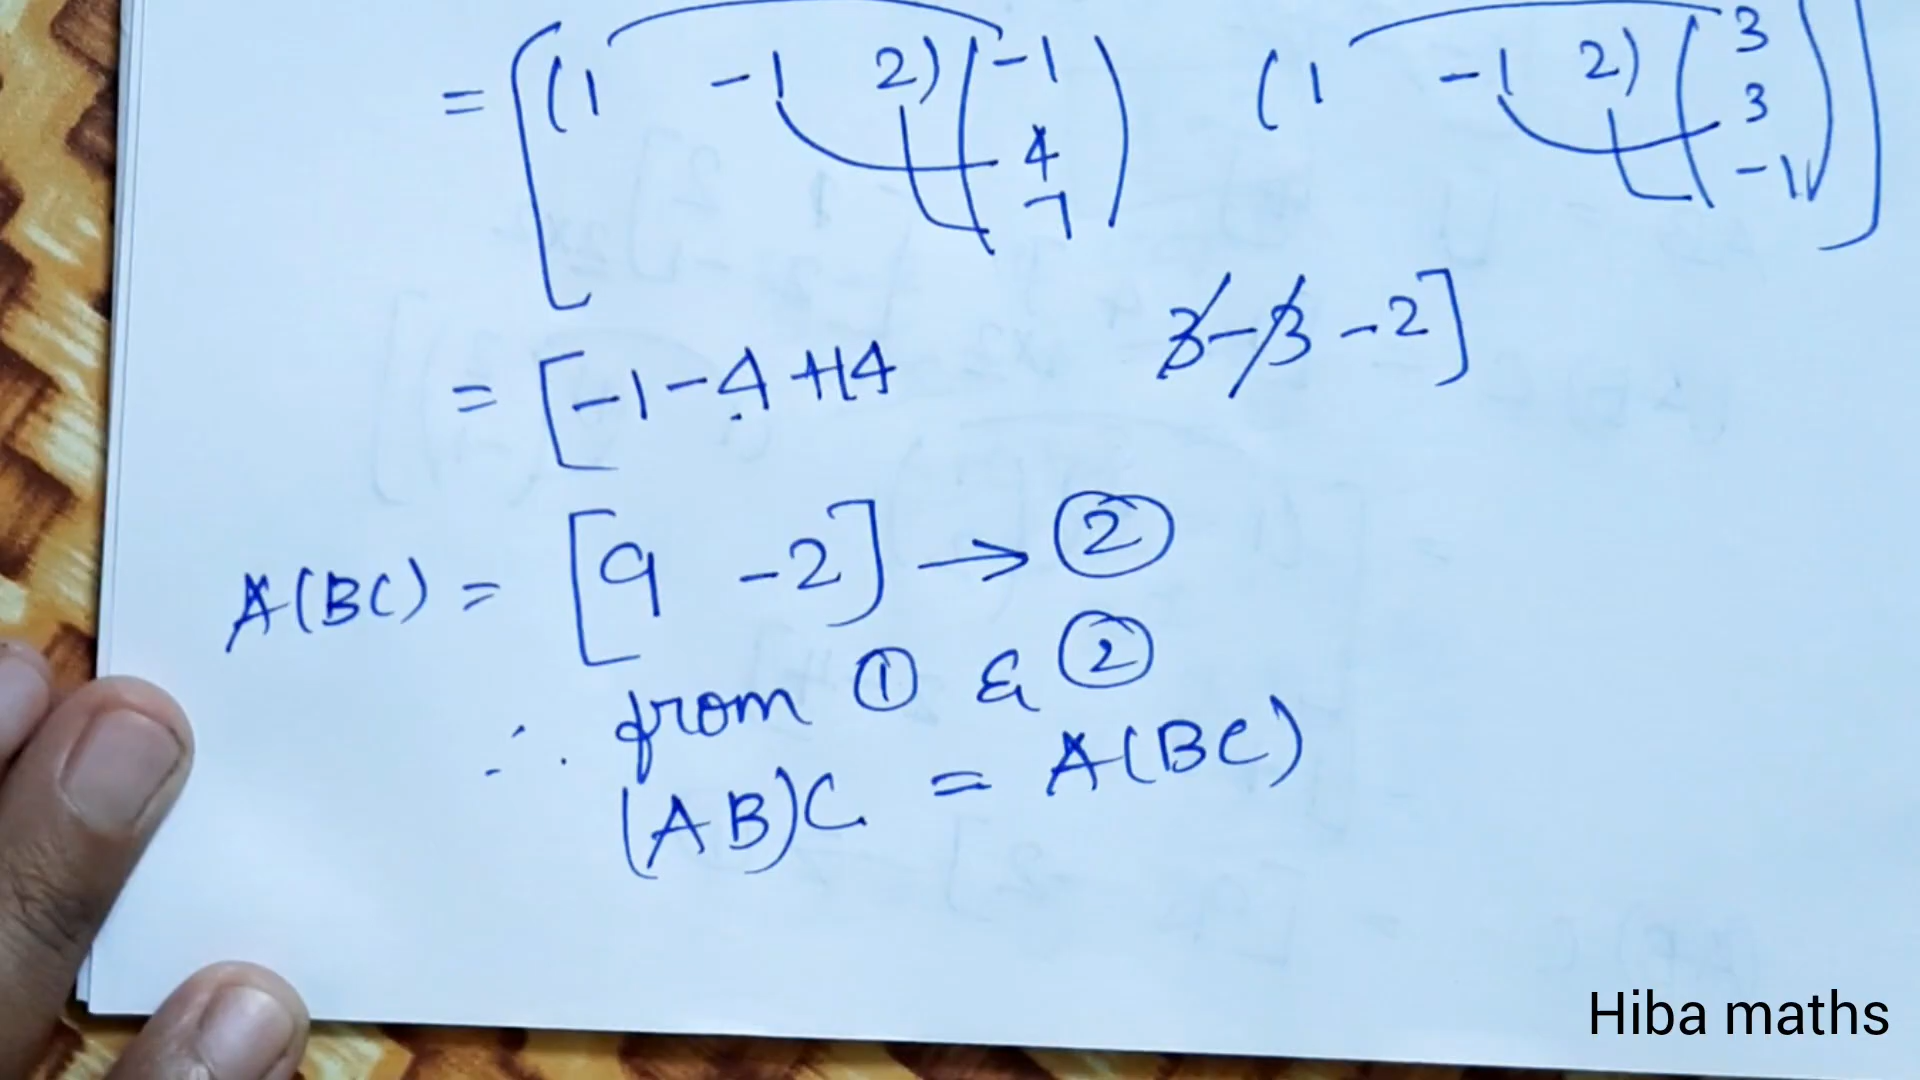 = [(1 -1 2) (-1 4 7) (1 -1 2) (3 3 -1)]
= [-1-4+14 3-3-2]
A(BC) = [9 -2] → ②
∴ from ① & ②
(AB)C = A(BC)
Hiba maths